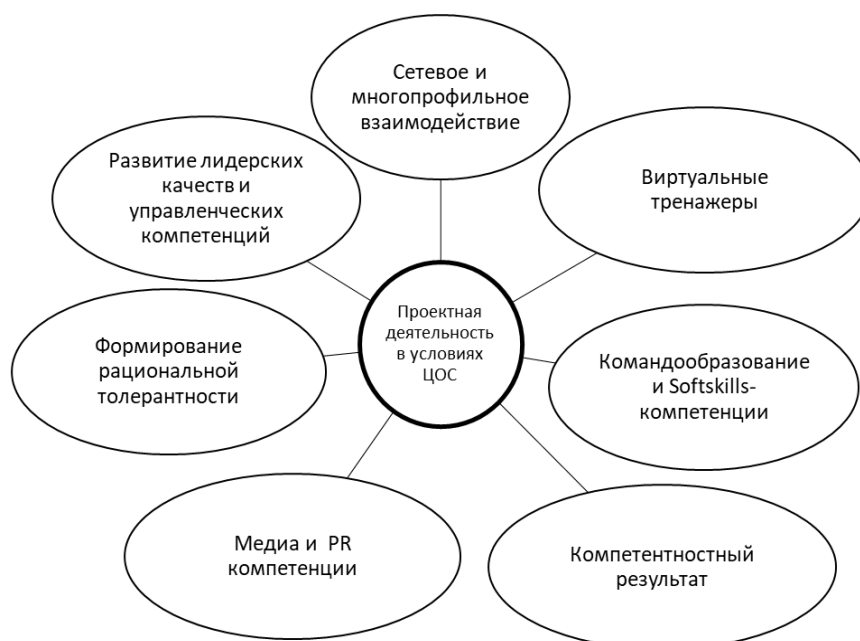 Сетевое и
многопрофильное
взаимодействие
Развитие лидерских
качеств и
управленческих
компетенций
Виртуальные
тренажеры
Проектная
деятельность
в условиях
ЦОС
Формирование
рациональной
толерантности
Командообразование
и Softskills-
компетенции
Медиа и PR
компетенции
Компетентностный
результат